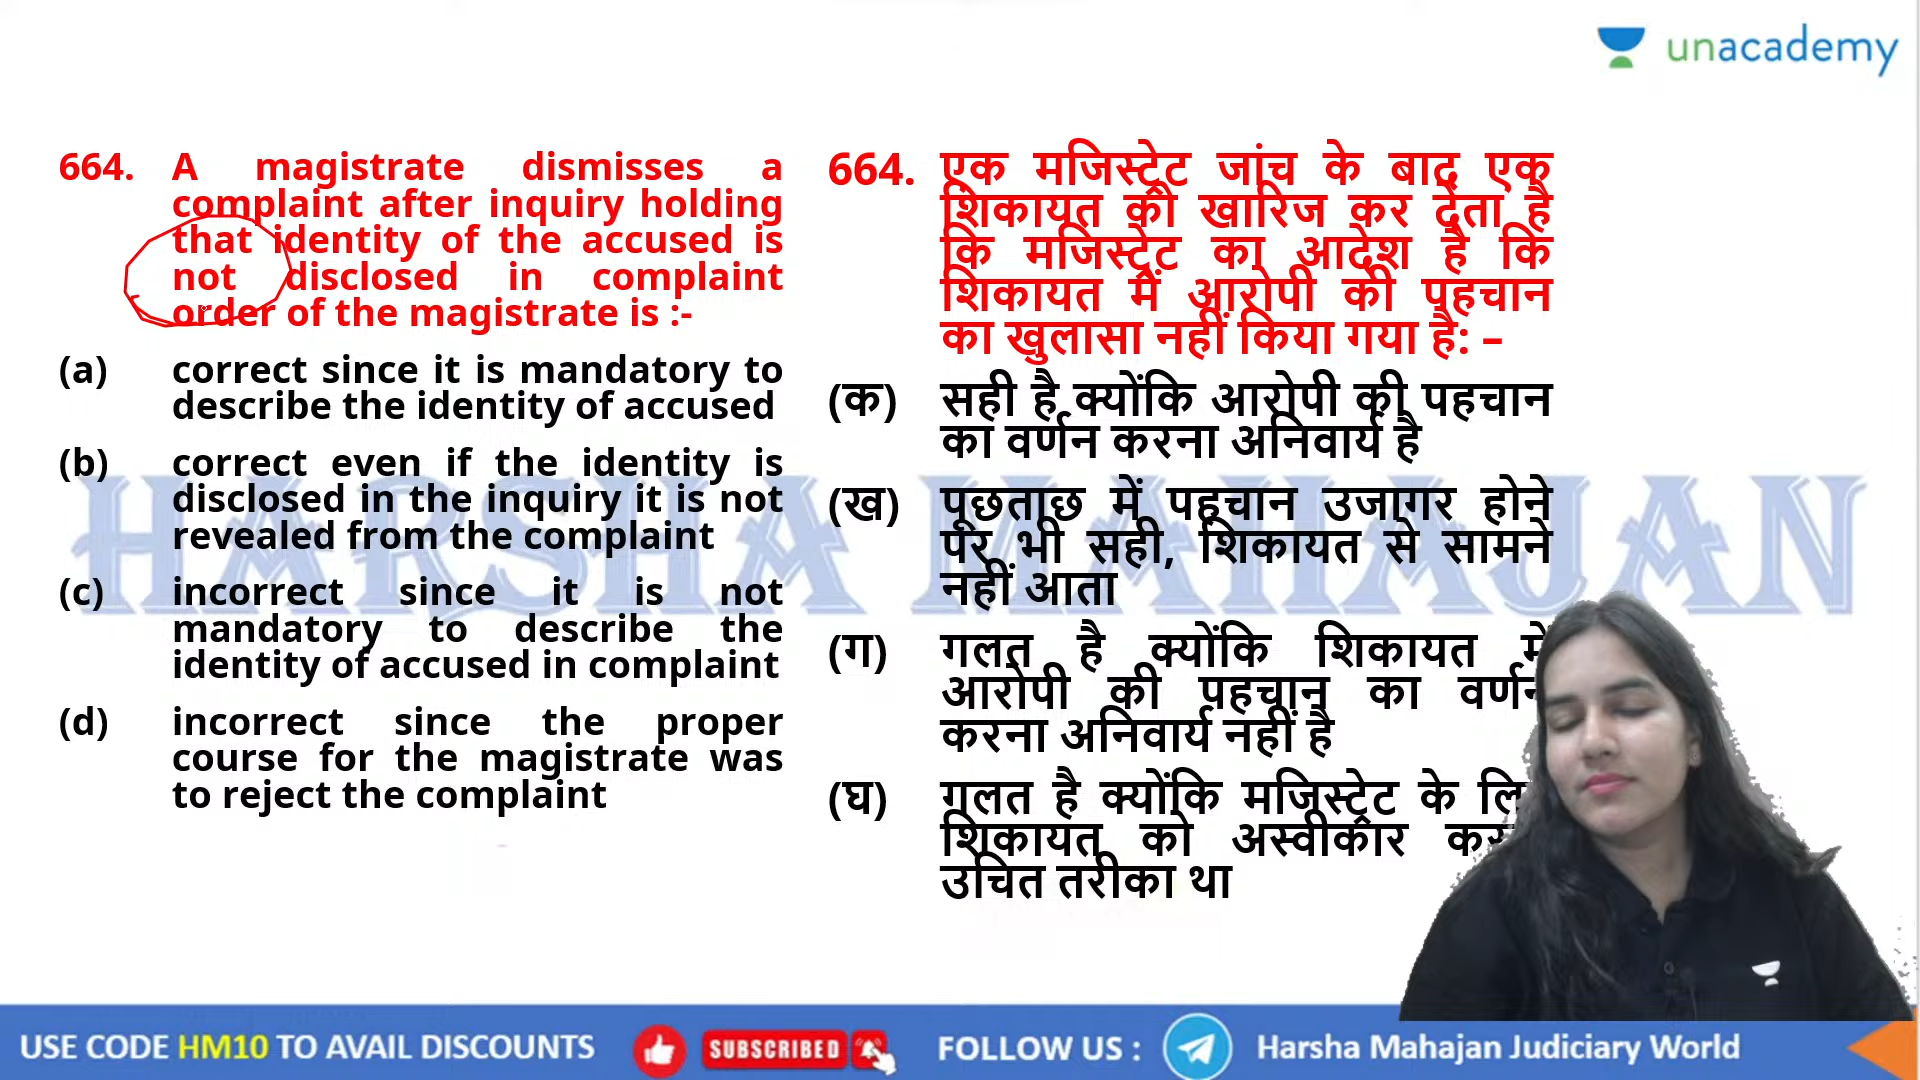 unacademy
664. A magistrate dismisses a
complaint after inquiry holding
that identity of the accused is
not disclosed in complaint
order of the magistrate is :-
(a) correct since it is mandatory to
describe the identity of accused
(b) correct even if the identity is
disclosed in the inquiry it is not
revealed from the complaint
(c) incorrect since it is not
mandatory to describe the
identity of accused in complaint
(d) incorrect since the proper
course for the magistrate was
to reject the complaint
664. एक मजिस्ट्रेट जांच के बाद एक
शिकायत को खारिज कर देता है
कि मजिस्ट्रेट का आदेश है कि
शिकायत में आरोपी की पहचान
का खुलासा नहीं किया गया है: –
(क) सही है क्योंकि आरोपी की पहचान
का वर्णन करना अनिवार्य है
(ख) पूछताछ में पहचान उजागर होने
पर भी सही, शिकायत से सामने
नहीं आता
(ग) गलत है क्योंकि शिकायत में
आरोपी की पहचान का वर्णन
करना अनिवार्य नहीं है
(घ) गलत है क्योंकि मजिस्ट्रेट के
शिकायत को अस्वीकार
उचित तरीका था
HARSHA MAHAJAN
USE CODE HM10 TO AVAIL DISCOUNTS
SUBSCRIBED
FOLLOW US :
Harsha Mahajan Judiciary World